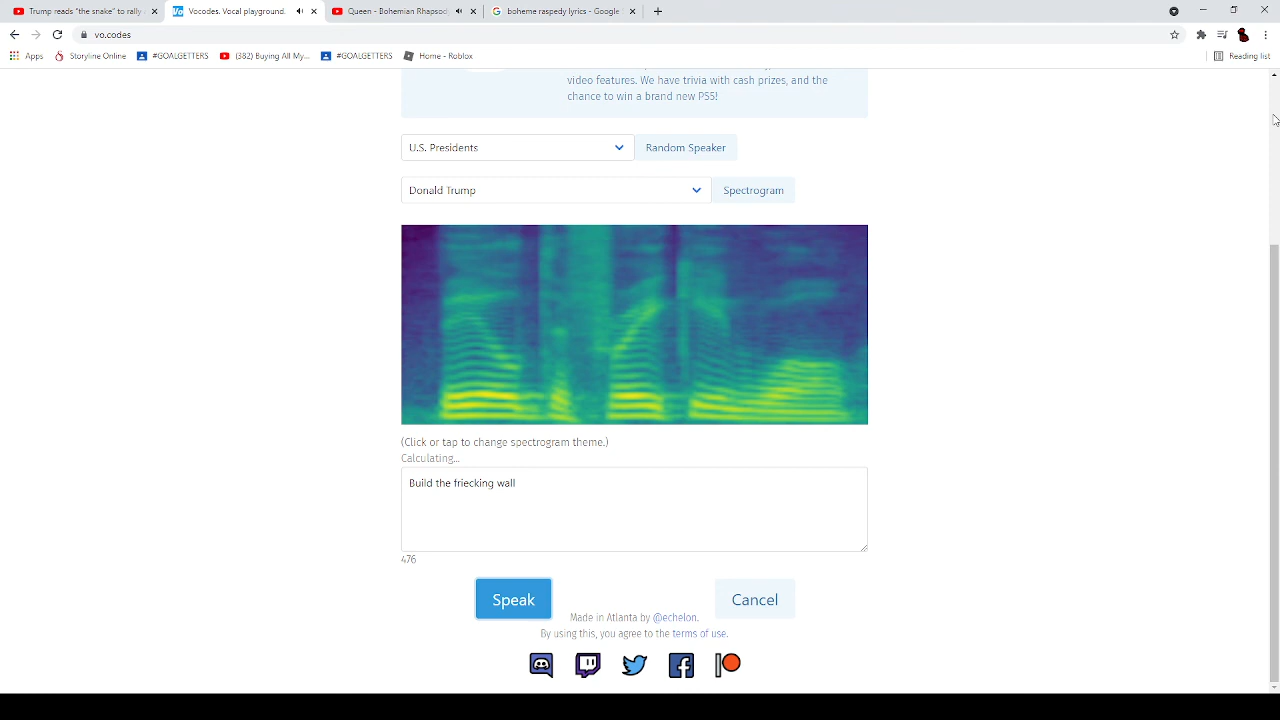 Trump reads "the snake" to rally
Vo Vocodes. Vocal playground.
Queen - Bohemian Rhapsod
boheme raspedy lyrics - Google
vo.codes
Apps
Storyline Online
#GOALGETTERS
(382) Buying All My...
#GOALGETTERS
Home - Roblox
Reading list
video features. We have trivia with cash prizes, and the
chance to win a brand new PS5!
U.S. Presidents
Random Speaker
Donald Trump
Spectrogram
(Click or tap to change spectrogram theme.)
Calculating...
Build the friecking wall
476
Speak
Cancel
Made in Atlanta by @echelon.
By using this, you agree to the terms of use.